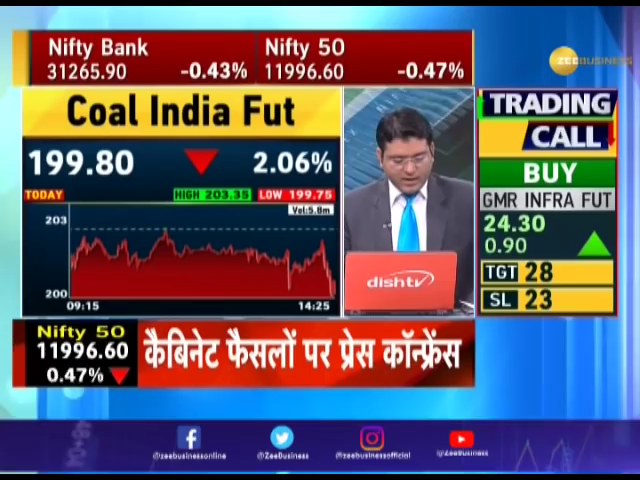 Nifty Bank
31265.90 -0.43%
Nifty 50
11996.60 -0.47%
ZEEBUSINESS
Coal India Fut
199.80 2.06%
TODAY HIGH 203.35 LOW 199.75
Vol:5.8m
203
200
09:15 14:25
dishtv
TRADING
CALL
BUY
GMR INFRA FUT
24.30
0.90
TGT 28
SL 23
Nifty 50
11996.60
0.47%
कैबिनेट फैसलों पर प्रेस कॉन्फ्रेंस
@zeebusinessonline
@ZeeBusiness
@zeebusinessofficial
@ZeeBusiness